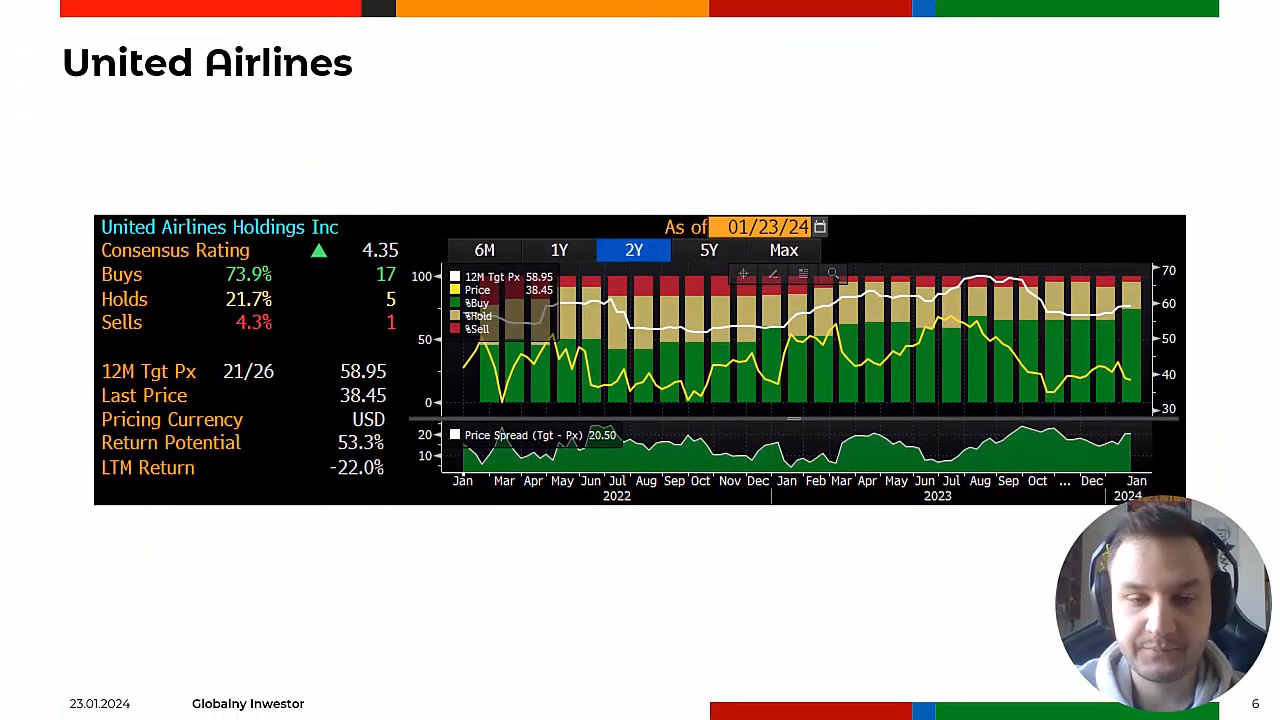 United Airlines
United Airlines Holdings Inc
As of 01/23/24
Consensus Rating 4.35
6M 1Y 2Y 5Y Max
Buys 73.9% 17
Holds 21.7% 5
Sells 4.3% 1
12M Tgt Px 21/26 58.95
Last Price 38.45
Pricing Currency USD
Return Potential 53.3%
LTM Return -22.0%
100
50
0
12M Tgt Px 58.95
Price 38.45
%Buy
%Hold
%Sell
70
60
50
40
30
20
10
Price Spread (Tgt - Px) 20.50
Jan Mar Apr May Jun Jul Aug Sep Oct Nov Dec Jan Feb Mar Apr May Jun Jul Aug Sep Oct ... Dec Jan
2022 2023 2024
23.01.2024 Globalny Inwestor 6